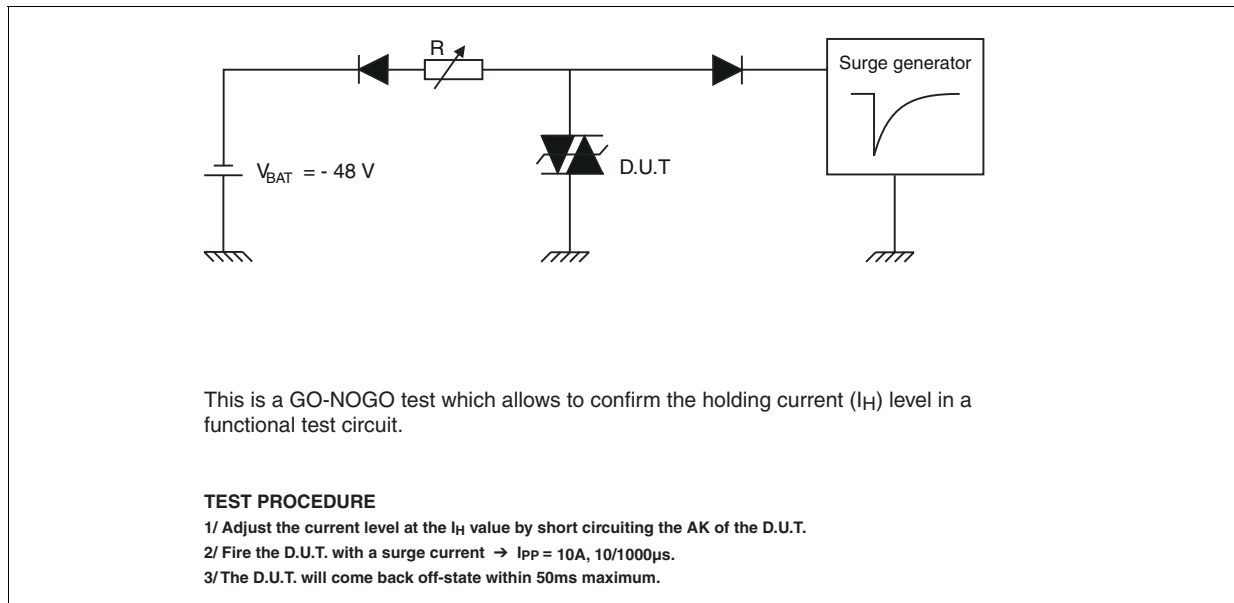 R
Surge generator
V_BAT = - 48 V
D.U.T
This is a GO-NOGO test which allows to confirm the holding current (I_H) level in a
functional test circuit.
TEST PROCEDURE
1/ Adjust the current level at the I_H value by short circuiting the AK of the D.U.T.
2/ Fire the D.U.T. with a surge current → I_PP = 10A, 10/1000µs.
3/ The D.U.T. will come back off-state within 50ms maximum.